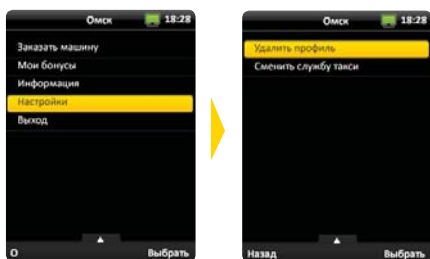 Омск 18:28
Заказать машину
Мои бонусы
Информация
Настройки
Выход
О Выбрать
Омск 18:28
Удалить профиль
Сменить службу такси
Назад Выбрать